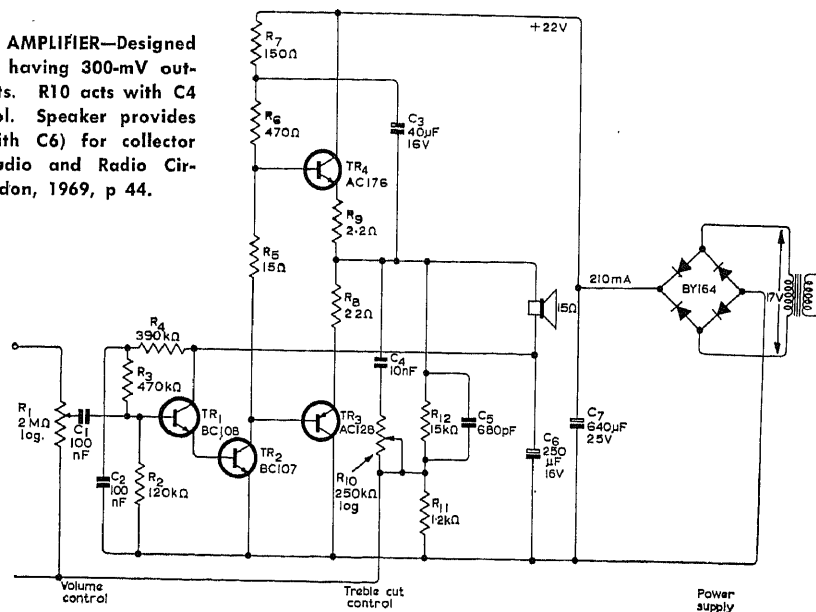 AMPLIFIER—Designed
having 300-mV out-
ts. R10 acts with C4
ol. Speaker provides
ith C6) for collector
udio and Radio Cir-
don, 1969, p 44.
+22V
R7
150Ω
R6
470Ω
C3
40µF
16V
TR4
AC176
R9
2·2Ω
R5
15Ω
R8
2·2Ω
210mA
BY164
17V
15Ω
R4
390kΩ
R3
470kΩ
C4
10nF
R1
2MΩ
log.
C1
100
nF
TR1
BC108
TR2
BC107
TR3
AC128
R12
15kΩ
C5
680pF
C6
250
µF
16V
C7
640µF
25V
C2
100
nF
R2
120kΩ
R10
250kΩ
log
R11
1·2kΩ
Volume
control
Treble cut
control
Power
supply